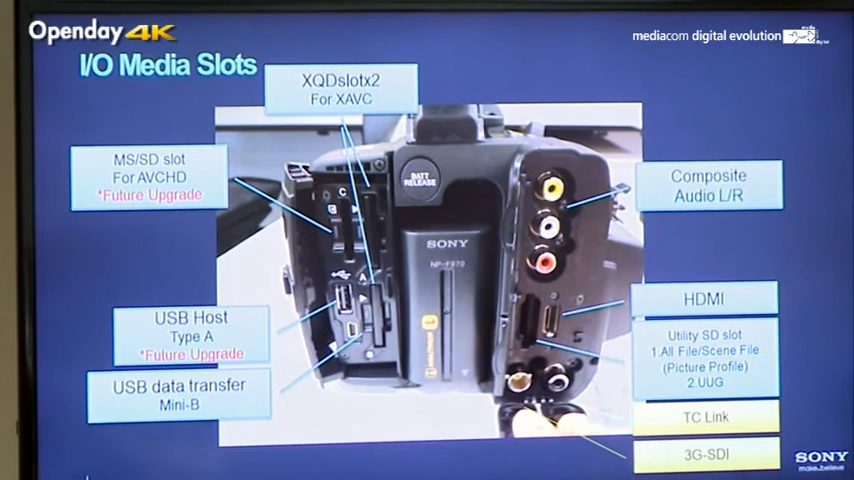 Openday 4K
mediacom digital evolution
I/O Media Slots
XQDslotx2
For XAVC
MS/SD slot
For AVCHD
*Future Upgrade
BATT
RELEASE
Composite
Audio L/R
C
SONY
NP-F970
A
L
HDMI
USB Host
Type A
*Future Upgrade
Utility SD slot
1.All File/Scene File
(Picture Profile)
2.UUG
USB data transfer
Mini-B
TC Link
3G-SDI
SONY
make.believe